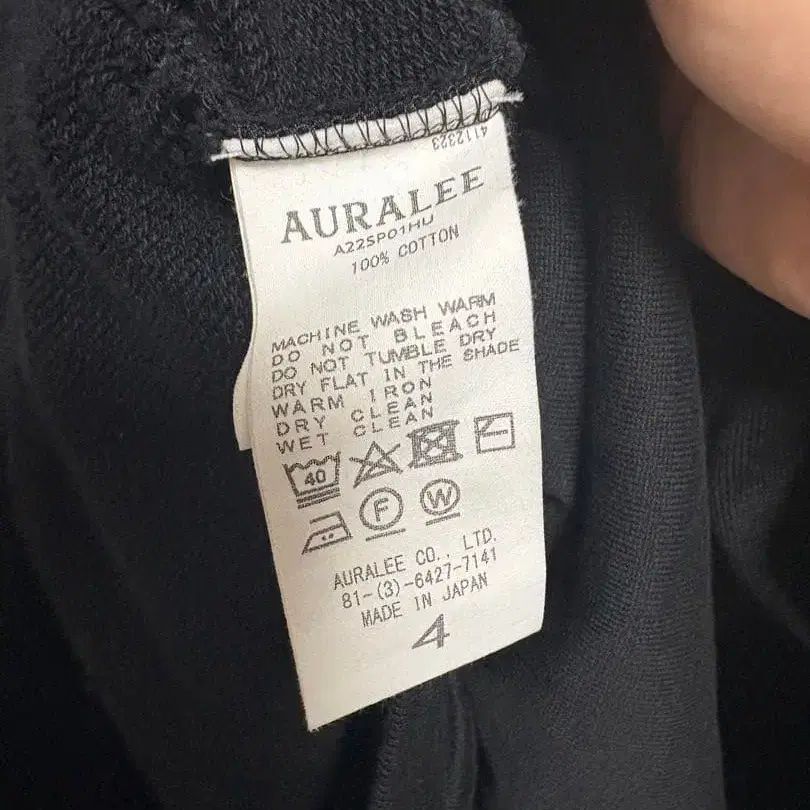 4112323
AURALEE
A22SP01HU
100% COTTON
MACHINE WASH WARM
DO NOT BLEACH
DO NOT TUMBLE DRY
DRY FLAT IN THE SHADE
WARM IRON
DRY CLEAN
WET CLEAN
40
F W
AURALEE CO., LTD.
81-(3)-6427-7141
MADE IN JAPAN
4